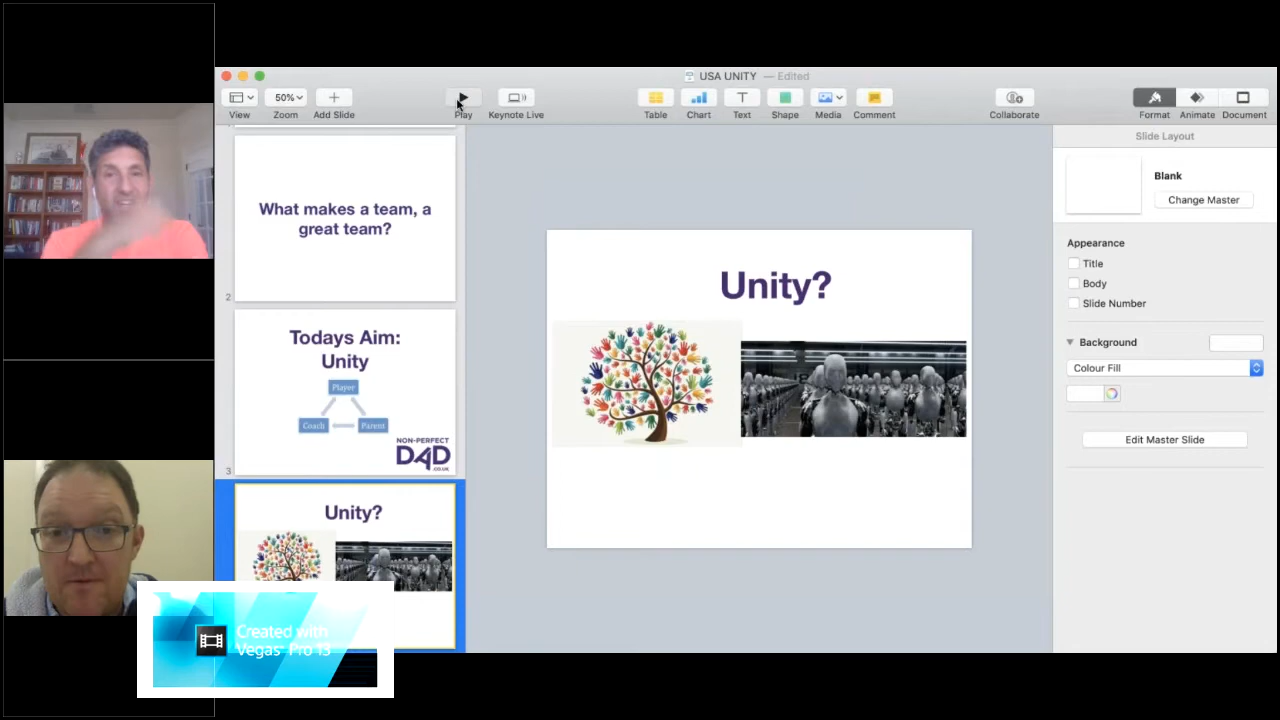 USA UNITY — Edited
50%
View
Zoom
Add Slide
Play
Keynote Live
Table
Chart
Text
Shape
Media
Comment
Collaborate
Format
Animate
Document
What makes a team, a
great team?
2
Todays Aim:
Unity
Player
Coach
Parent
NON-PERFECT
DAD
.CO.UK
3
Unity?
Created with
Vegas Pro 13
Unity?
Slide Layout
Blank
Change Master
Appearance
Title
Body
Slide Number
Background
Colour Fill
Edit Master Slide